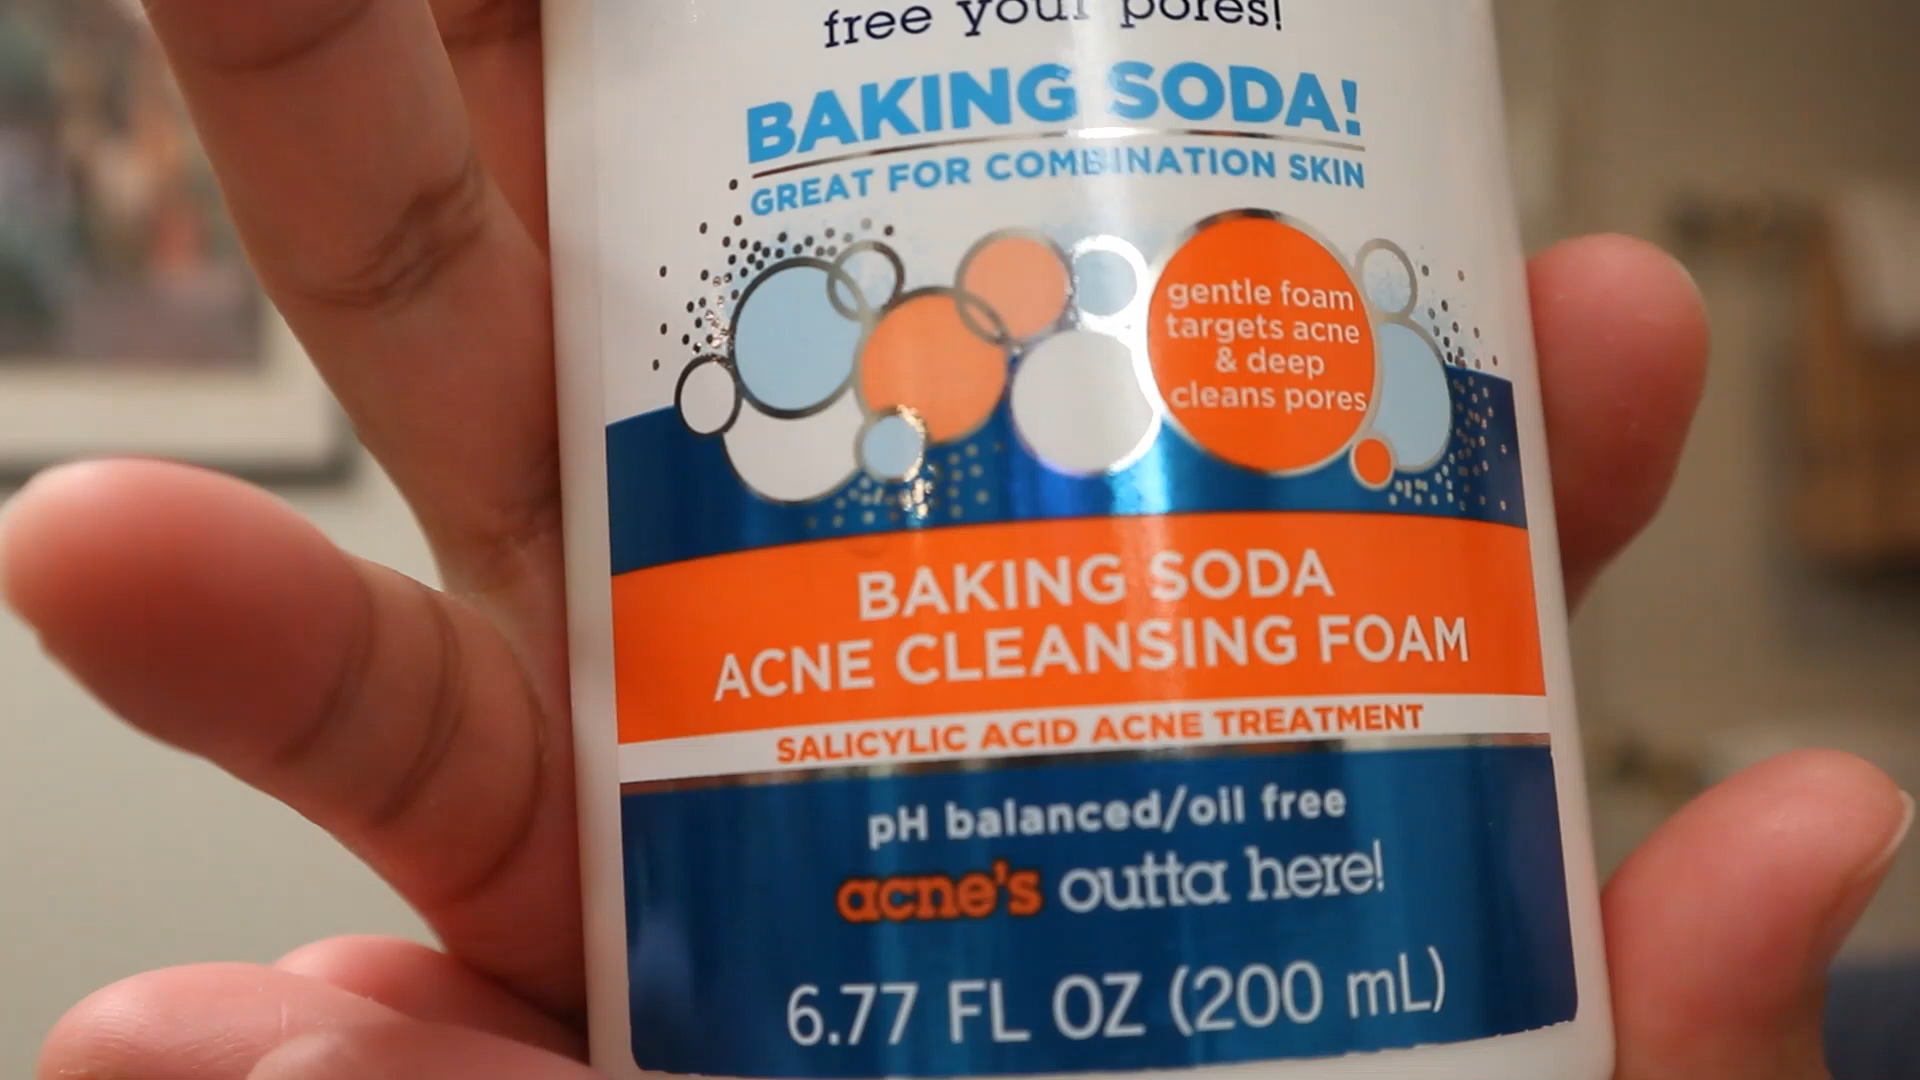 free your pores!
BAKING SODA!
GREAT FOR COMBINATION SKIN
gentle foam
targets acne
& deep
cleans pores
BAKING SODA
ACNE CLEANSING FOAM
SALICYLIC ACID ACNE TREATMENT
pH balanced/oil free
acne's outta here!
6.77 FL OZ (200 mL)